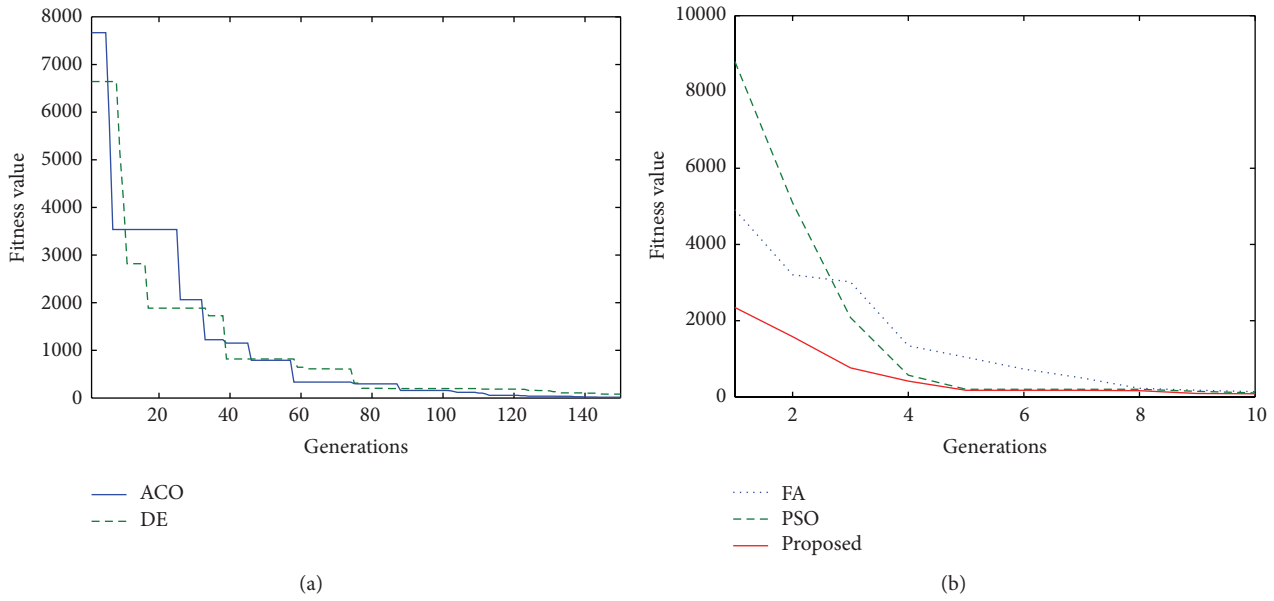 8000
7000
6000
5000
4000
3000
2000
1000
0
Fitness value
20 40 60 80 100 120 140
Generations
ACO
DE
(a)
10000
8000
6000
4000
2000
0
Fitness value
2 4 6 8 10
Generations
FA
PSO
Proposed
(b)